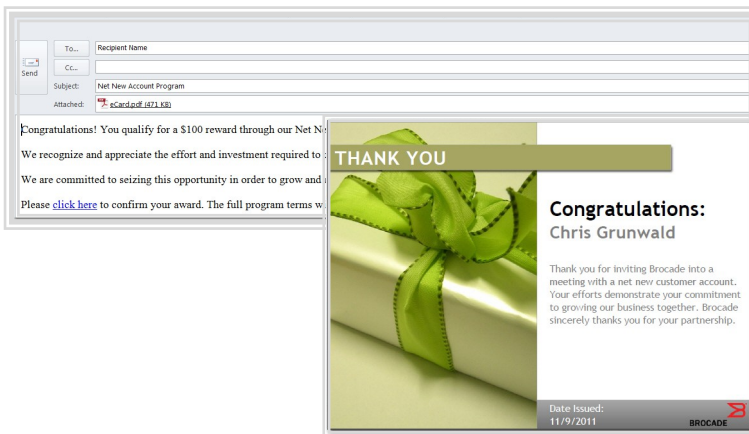 Send
To...
Recipient Name
Cc...
Subject:
Net New Account Program
Attached:
eCard.pdf (471 KB)
Congratulations! You qualify for a $100 reward through our Net
We recognize and appreciate the effort and investment required to
We are committed to seizing this opportunity in order to grow and
Please click here to confirm your award. The full program terms
THANK YOU
Congratulations:
Chris Grunwald
Thank you for inviting Brocade into a
meeting with a net new customer account.
Your efforts demonstrate your commitment
to growing our business together. Brocade
sincerely thanks you for your partnership.
Date Issued:
11/9/2011
BROCADE